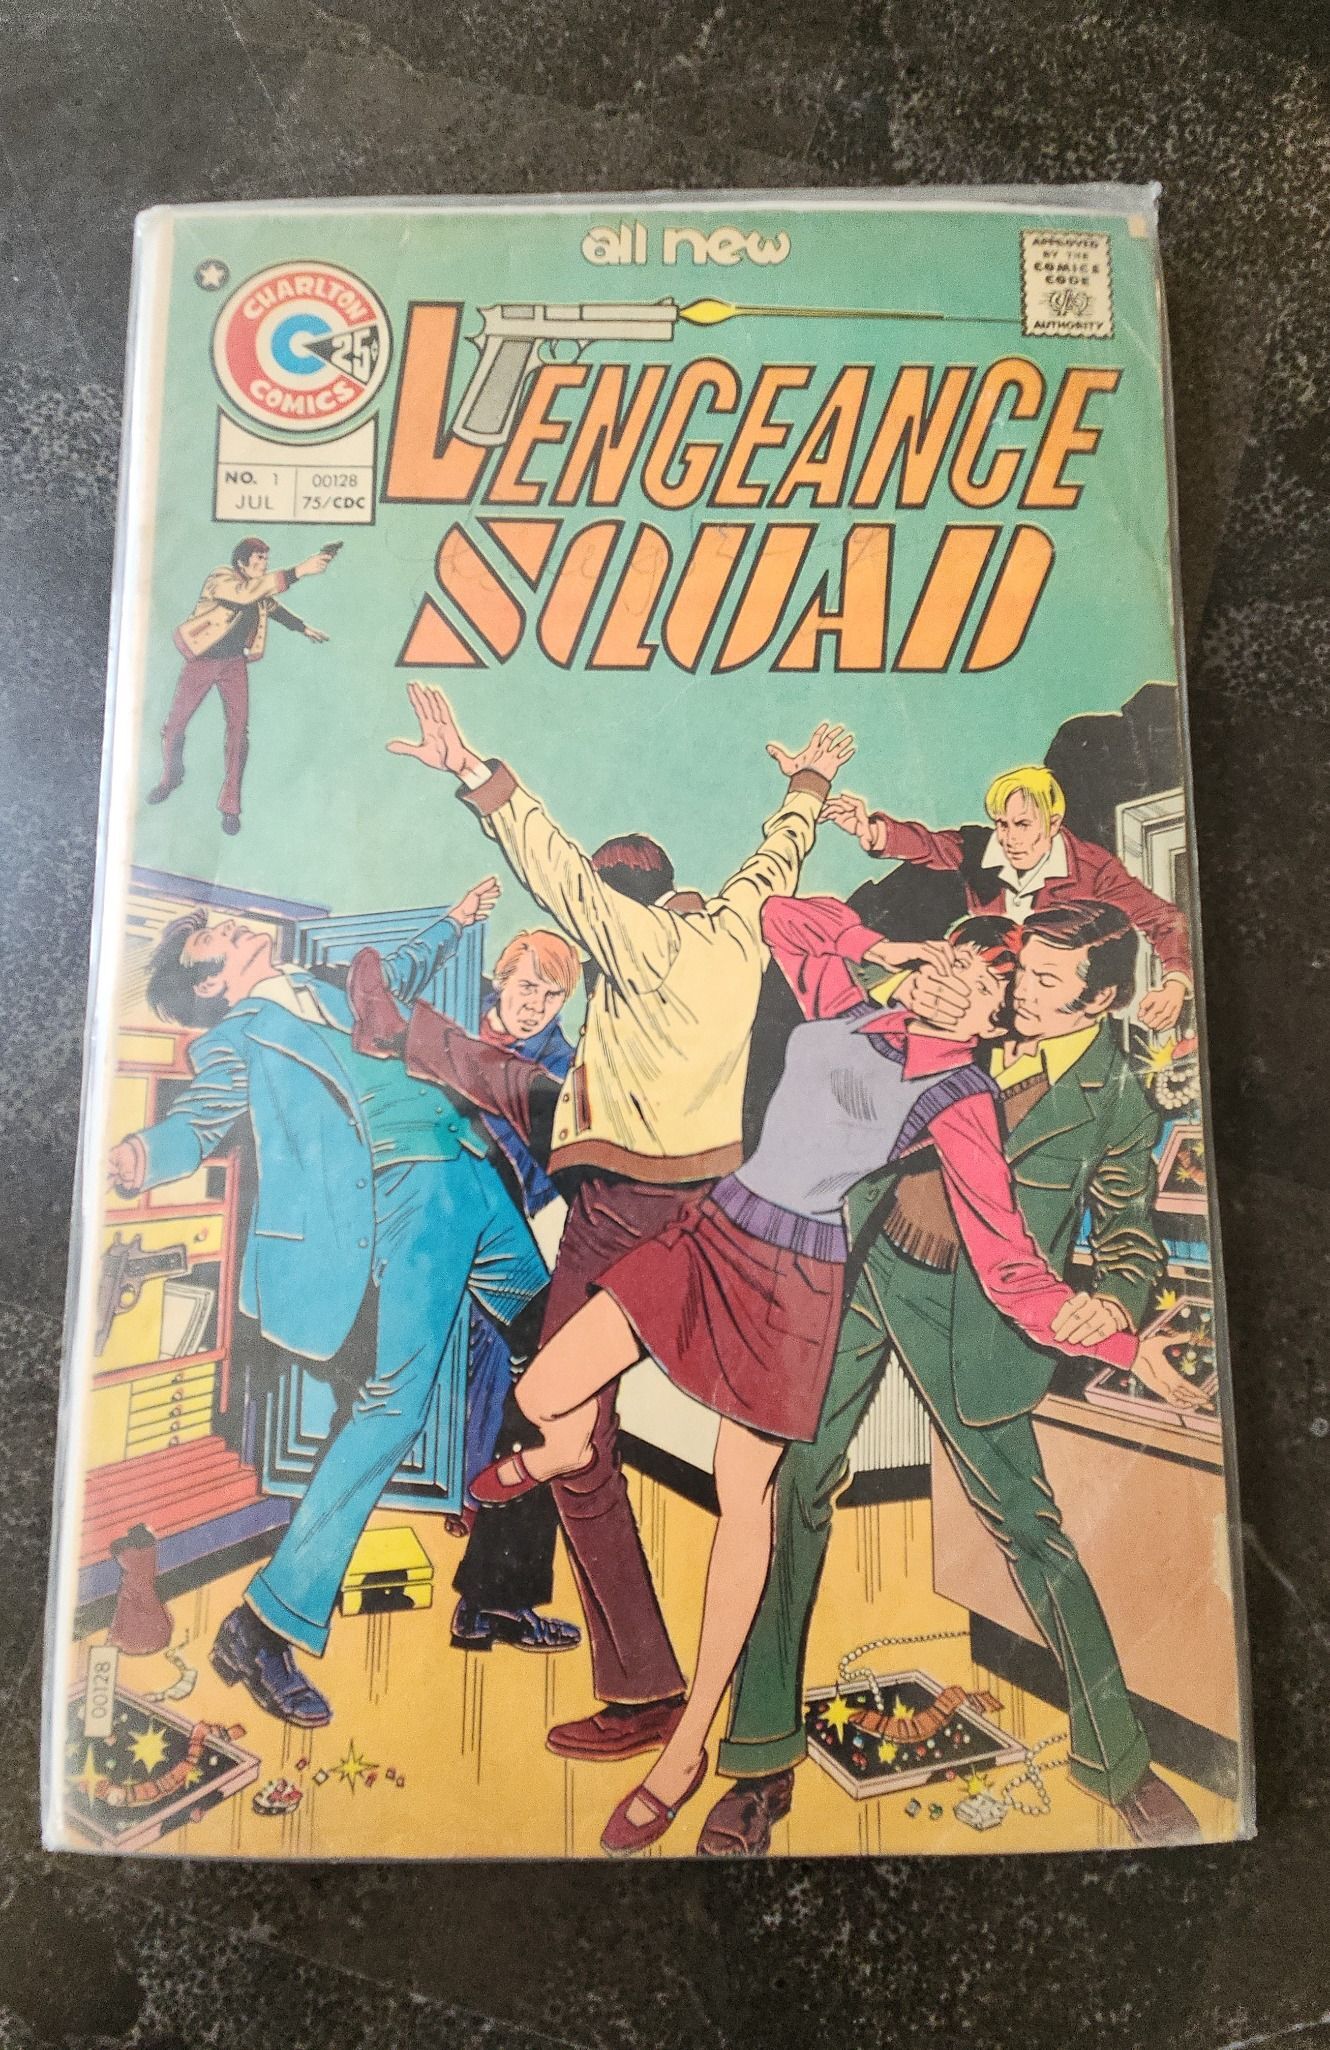 all new
CHARLTON
C
25¢
COMICS
APPROVED
BY THE
COMICS
CODE
AUTHORITY
NO. 1
00128
JUL
75/CDC
VENGEANCE
SQUAD
00128